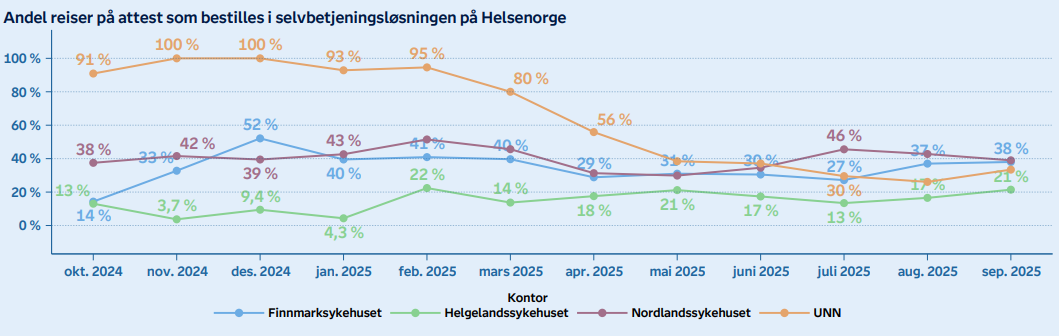 Andel reiser på attest som bestilles i selvbetjeningsløsningen på Helsenorge
100 %
80 %
60 %
40 %
20 %
0 %
91 % 100 % 100 % 93 % 95 % 80 % 56 % 30 %
38 % 42 % 39 % 43 % 46 %
14 % 33 % 52 % 40 % 41 % 40 % 29 % 31 % 30 % 27 % 37 % 38 %
13 % 3,7 % 9,4 % 4,3 % 22 % 14 % 18 % 21 % 17 % 13 % 17 % 21 %
okt. 2024 nov. 2024 des. 2024 jan. 2025 feb. 2025 mars 2025 apr. 2025 mai 2025 juni 2025 juli 2025 aug. 2025 sep. 2025
Kontor
Finnmarksykehuset Helgelandssykehuset Nordlandssykehuset UNN